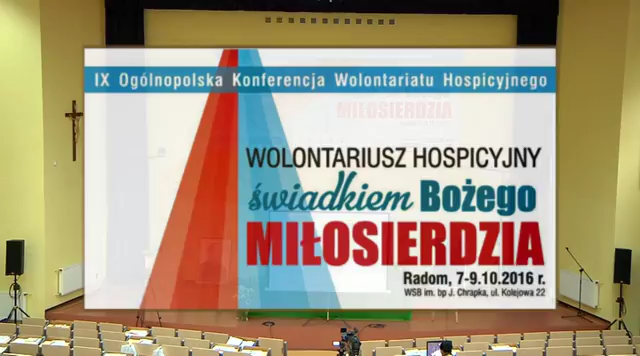 IX Ogólnopolska Konferencja Wolontariatu Hospicyjnego
MIŁOSIERDZIA
WOLONTARIUSZ HOSPICYJNY
świadkiem Bożego
MIŁOSIERDZIA
Radom, 7-9.10.2016 r.
WSB im. bp J. Chrapka, ul. Kolejowa 22